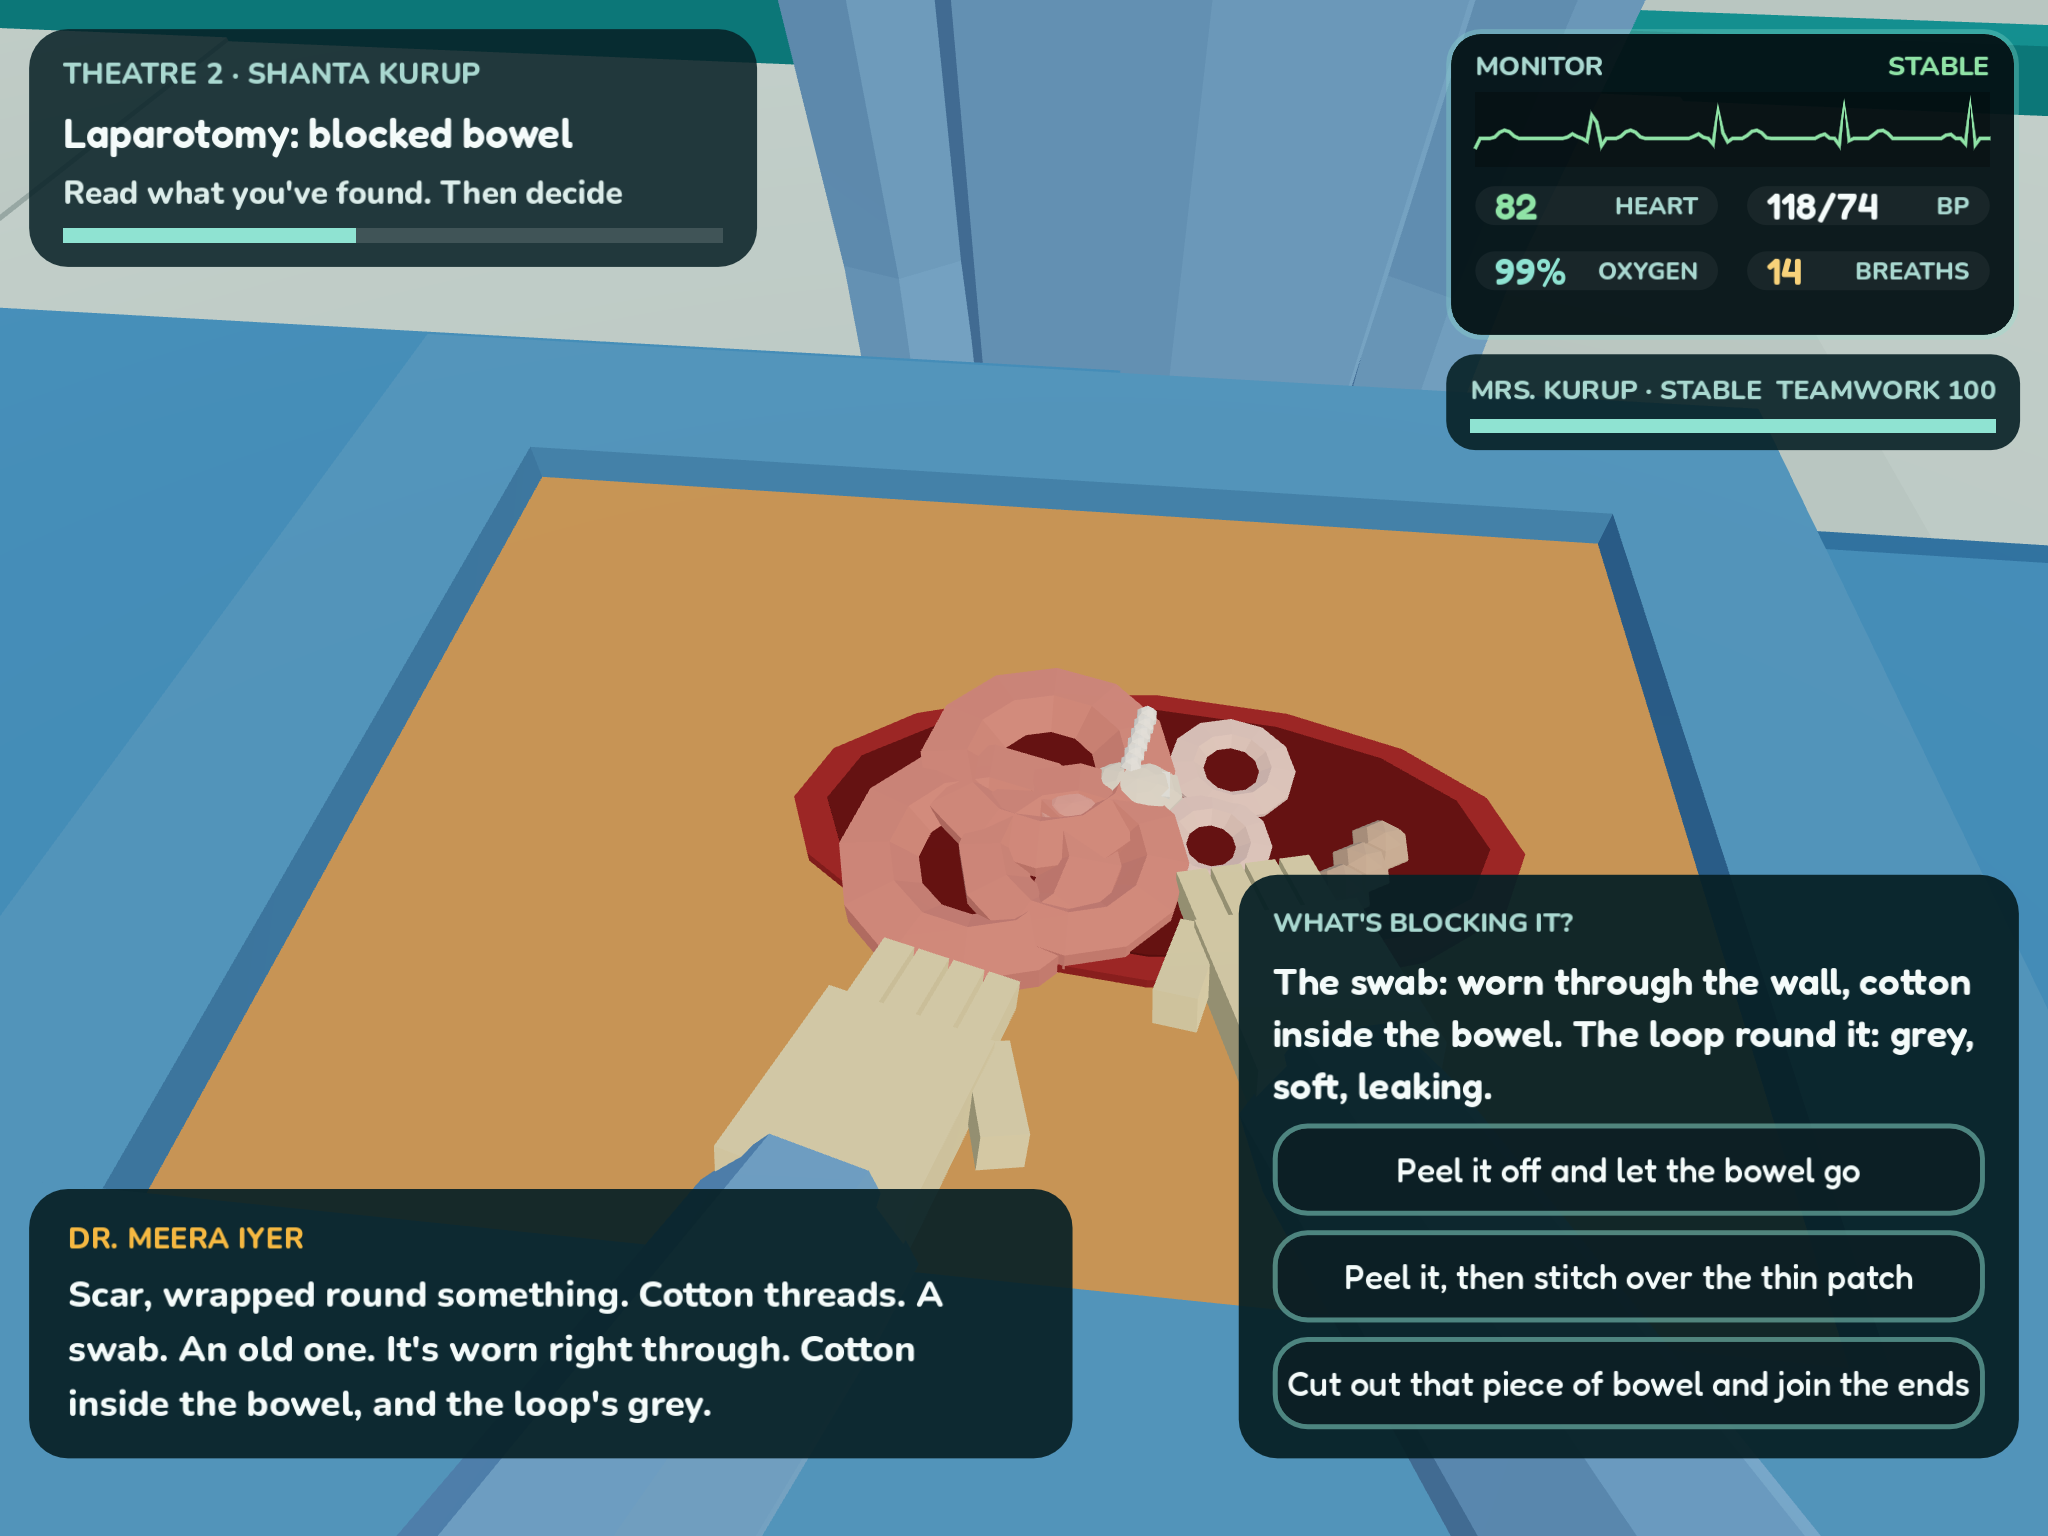 THEATRE 2 · SHANTA KURUP
Laparotomy: blocked bowel
Read what you've found. Then decide
MONITOR
STABLE
82 HEART
118/74 BP
99% OXYGEN
14 BREATHS
MRS. KURUP · STABLE TEAMWORK 100
WHAT'S BLOCKING IT?
The swab: worn through the wall, cotton
inside the bowel. The loop round it: grey,
soft, leaking.
Peel it off and let the bowel go
Peel it, then stitch over the thin patch
Cut out that piece of bowel and join the ends
DR. MEERA IYER
Scar, wrapped round something. Cotton threads. A
swab. An old one. It's worn right through. Cotton
inside the bowel, and the loop's grey.